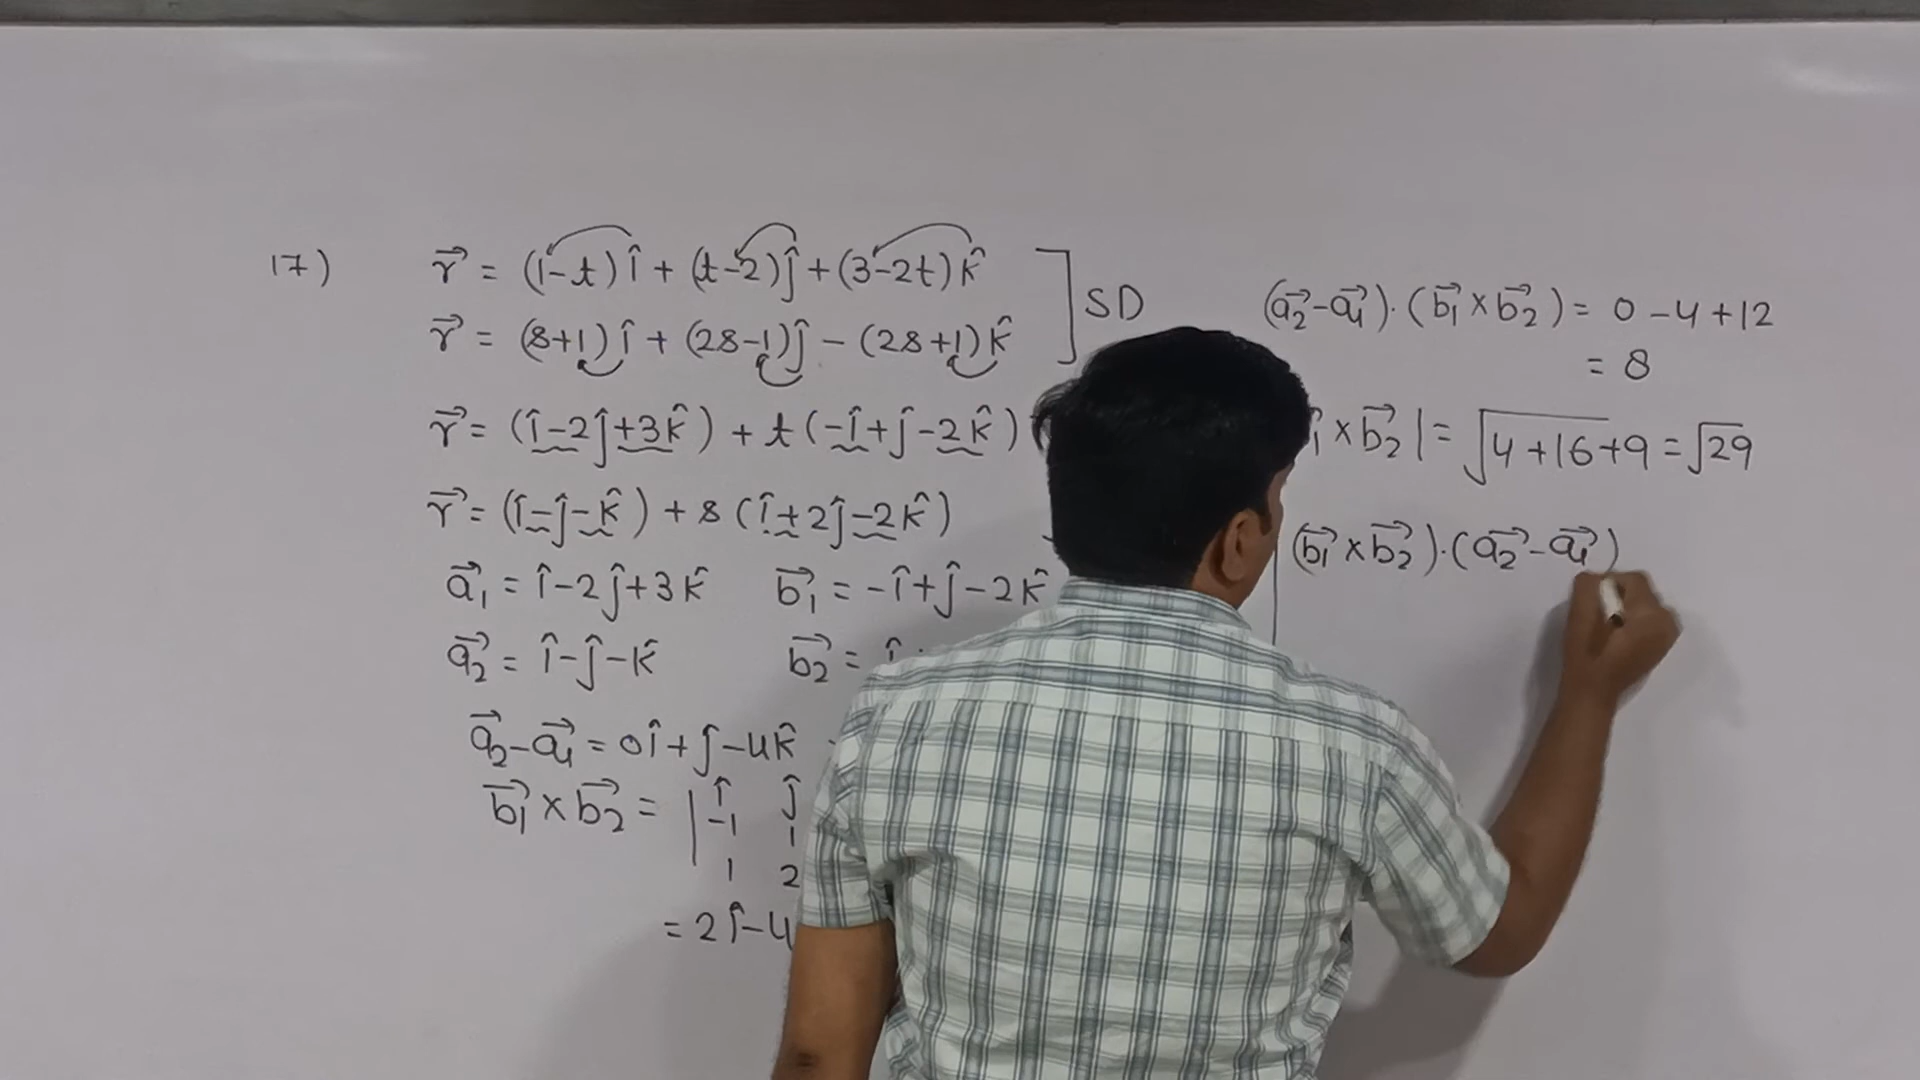 17) r⃗ = (1-t)î + (t-2)ĵ + (3-2t)k̂
r⃗ = (s+1)î + (2s-1)ĵ - (2s+1)k̂
] SD
r⃗ = (î-2ĵ+3k̂) + t(-î+ĵ-2k̂)
r⃗ = (î-ĵ-k̂) + s(î+2ĵ-2k̂)
a⃗₁ = î-2ĵ+3k̂ b⃗₁ = -î+ĵ-2k̂
a⃗₂ = î-ĵ-k̂ b⃗₂ = î
a⃗₂-a⃗₁ = 0î+ĵ-4k̂
b⃗₁ × b⃗₂ = | î ĵ
-1 1
1 2
= 2î-4
(a⃗₂-a⃗₁)·(b⃗₁×b⃗₂) = 0-4+12
= 8
₁ × b⃗₂| = √4+16+9 = √29
(b⃗₁×b⃗₂)·(a⃗₂-a⃗₁)